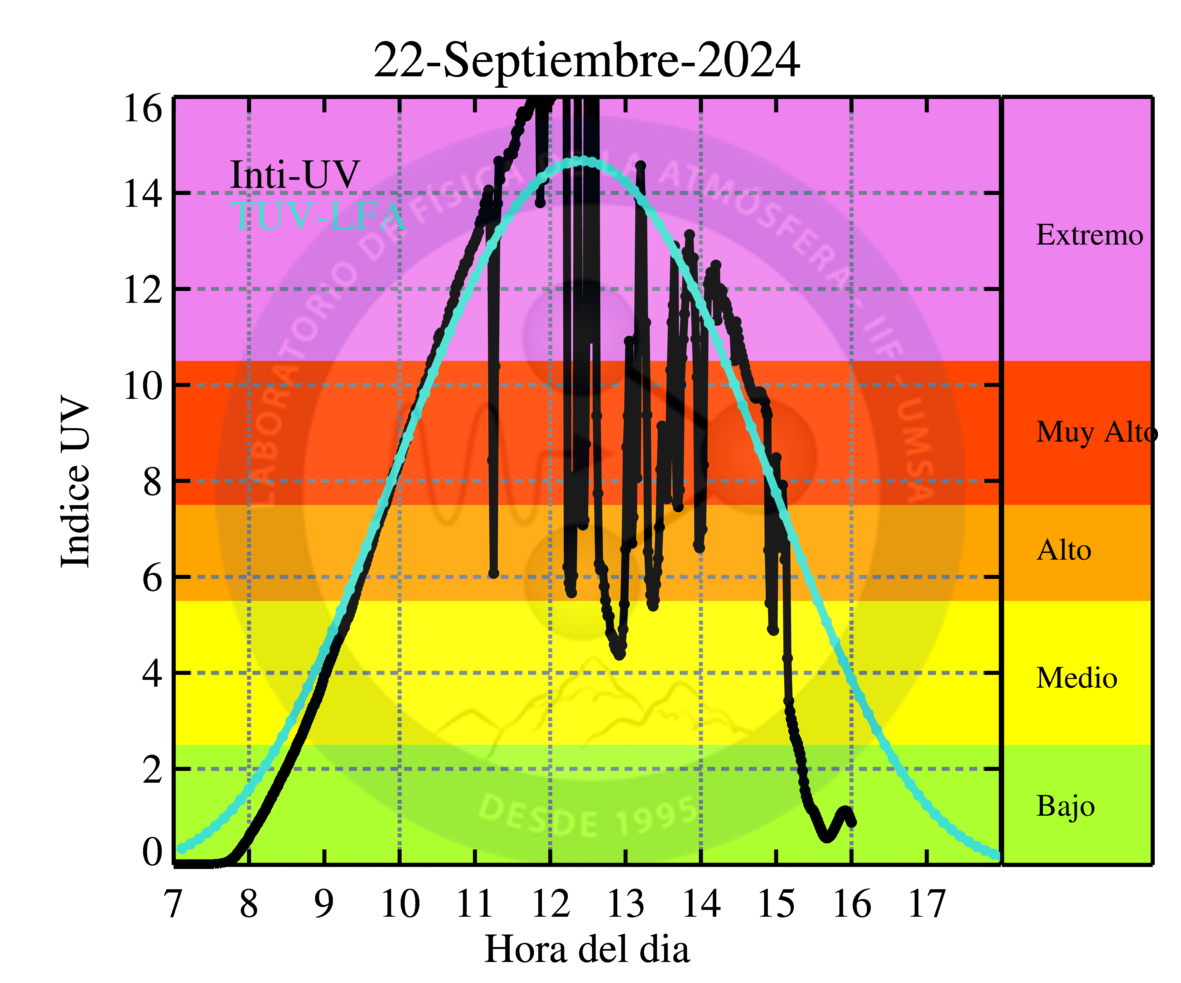 22-Septiembre-2024
Indice UV
16
14
12
10
8
6
4
2
0
Inti-UV
TUV-LFA
LABORATORIO DE FÍSICA DE LA ATMÓSFERA - IIF - UMSA
DESDE 1995
Extremo
Muy Alto
Alto
Medio
Bajo
7 8 9 10 11 12 13 14 15 16 17
Hora del dia